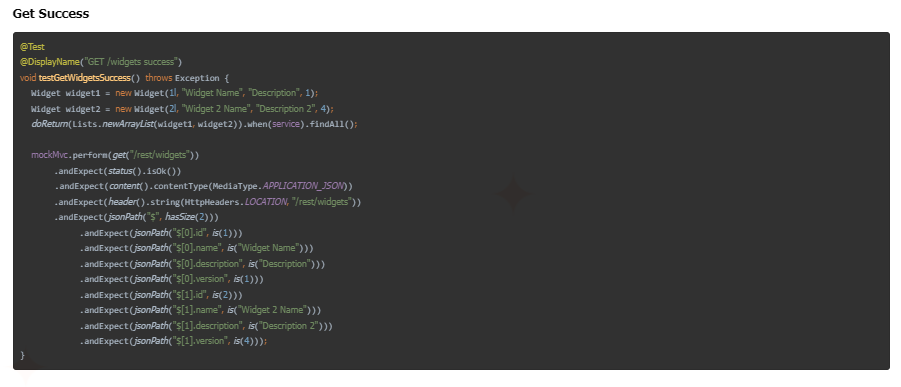 Get Success
@Test
@DisplayName("GET /widgets success")
void testGetWidgetsSuccess() throws Exception {
Widget widget1 = new Widget(1l, "Widget Name", "Description", 1);
Widget widget2 = new Widget(2l, "Widget 2 Name", "Description 2", 4);
doReturn(Lists.newArrayList(widget1, widget2)).when(service).findAll();
mockMvc.perform(get("/rest/widgets"))
.andExpect(status().isOk())
.andExpect(content().contentType(MediaType.APPLICATION_JSON))
.andExpect(header().string(HttpHeaders.LOCATION, "/rest/widgets"))
.andExpect(jsonPath("$", hasSize(2)))
.andExpect(jsonPath("$[0].id", is(1)))
.andExpect(jsonPath("$[0].name", is("Widget Name")))
.andExpect(jsonPath("$[0].description", is("Description")))
.andExpect(jsonPath("$[0].version", is(1)))
.andExpect(jsonPath("$[1].id", is(2)))
.andExpect(jsonPath("$[1].name", is("Widget 2 Name")))
.andExpect(jsonPath("$[1].description", is("Description 2")))
.andExpect(jsonPath("$[1].version", is(4)));
}